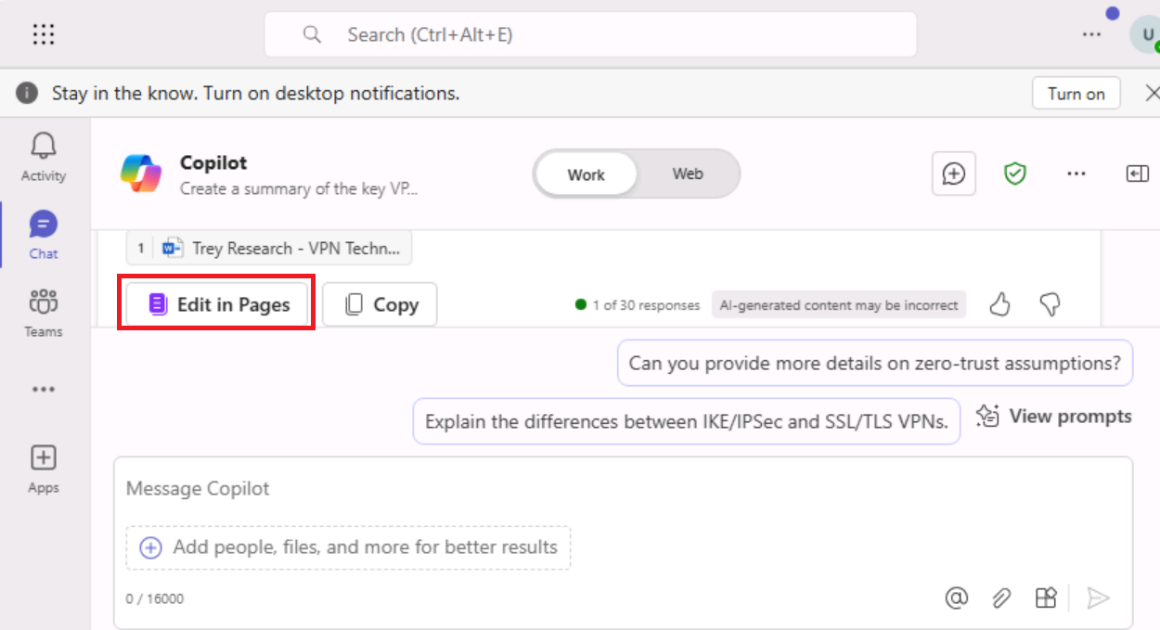 Search (Ctrl+Alt+E)
U
Stay in the know. Turn on desktop notifications.
Turn on
Activity
Chat
Teams
Apps
Copilot
Create a summary of the key VP...
Work
Web
1
Trey Research - VPN Techn...
Edit in Pages
Copy
1 of 30 responses
AI-generated content may be incorrect
Can you provide more details on zero-trust assumptions?
Explain the differences between IKE/IPSec and SSL/TLS VPNs.
View prompts
Message Copilot
Add people, files, and more for better results
0 / 16000